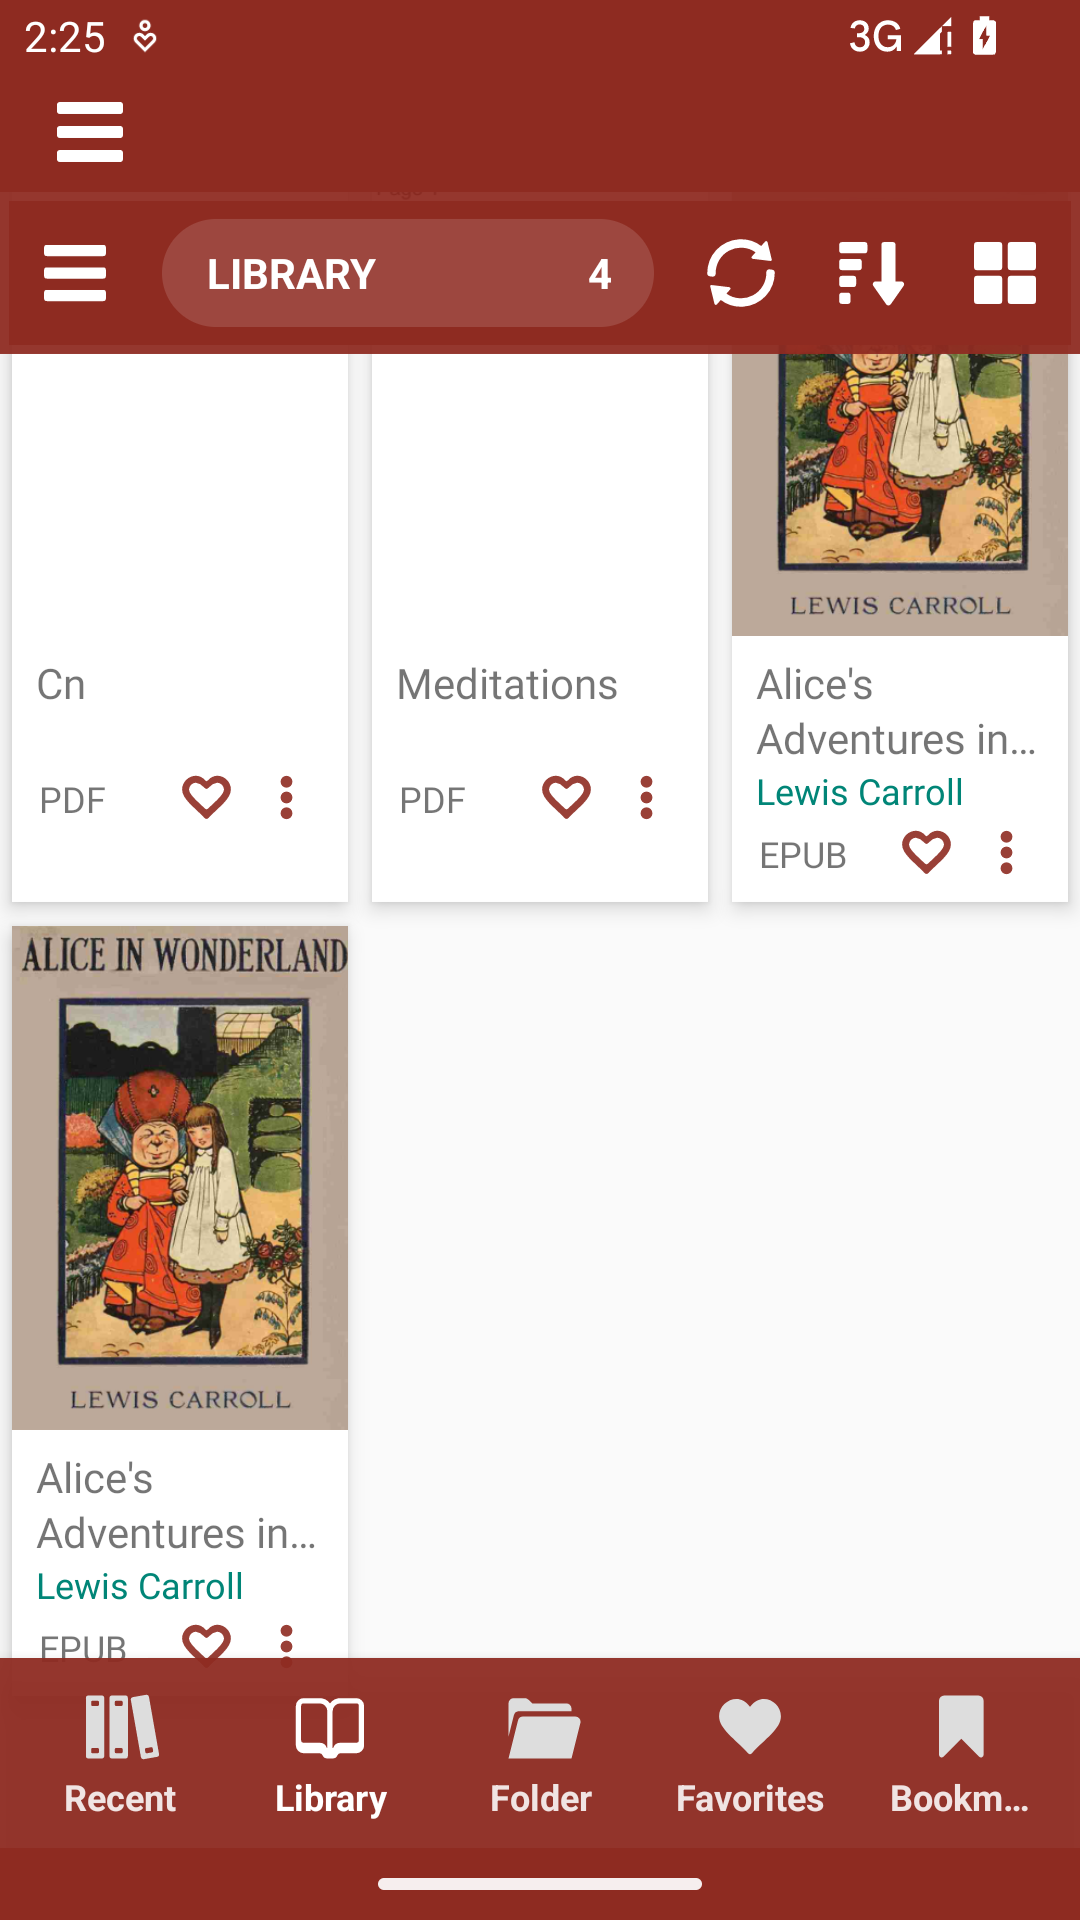 2:25
3G
LIBRARY 4
LEWIS CARROLL
Cn
Meditations
Alice's
Adventures in...
Lewis Carroll
PDF
PDF
EPUB
ALICE IN WONDERLAND
LEWIS CARROLL
Alice's
Adventures in...
Lewis Carroll
EPUB
Recent
Library
Folder
Favorites
Bookm...